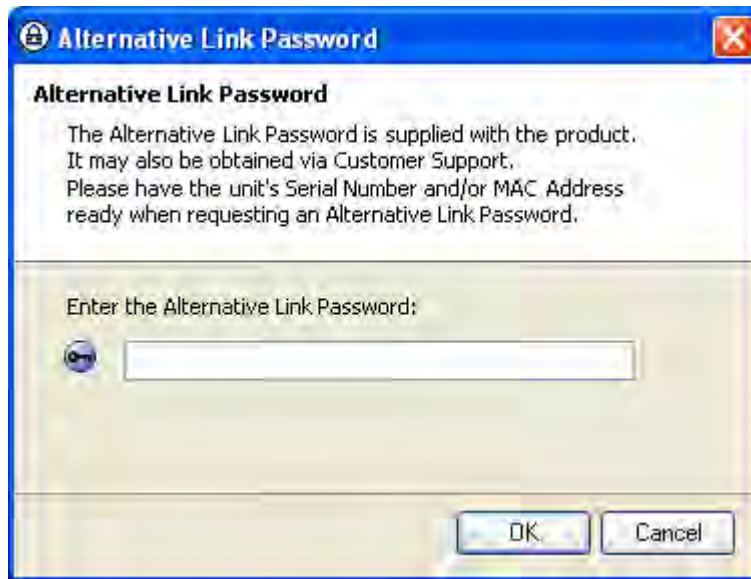 Alternative Link Password
Alternative Link Password
The Alternative Link Password is supplied with the product.
It may also be obtained via Customer Support.
Please have the unit's Serial Number and/or MAC Address
ready when requesting an Alternative Link Password.
Enter the Alternative Link Password:
OK
Cancel